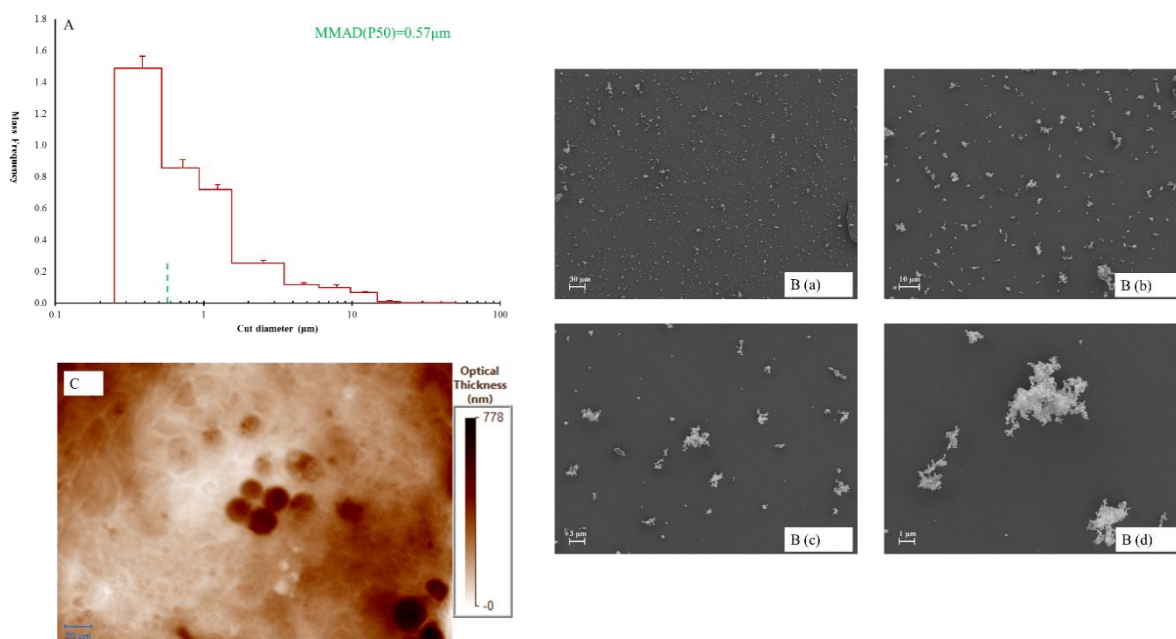 A
MMAD(P50)=0.57μm
1.8
1.6
1.4
1.2
1.0
0.8
0.6
0.4
0.2
0.0
Mass Frequency
0.1
1
10
100
Cut diameter (μm)
30 μm
B (a)
10 μm
B (b)
3 μm
B (c)
1 μm
B (d)
C
Optical
Thickness
(nm)
778
-0
20 μm